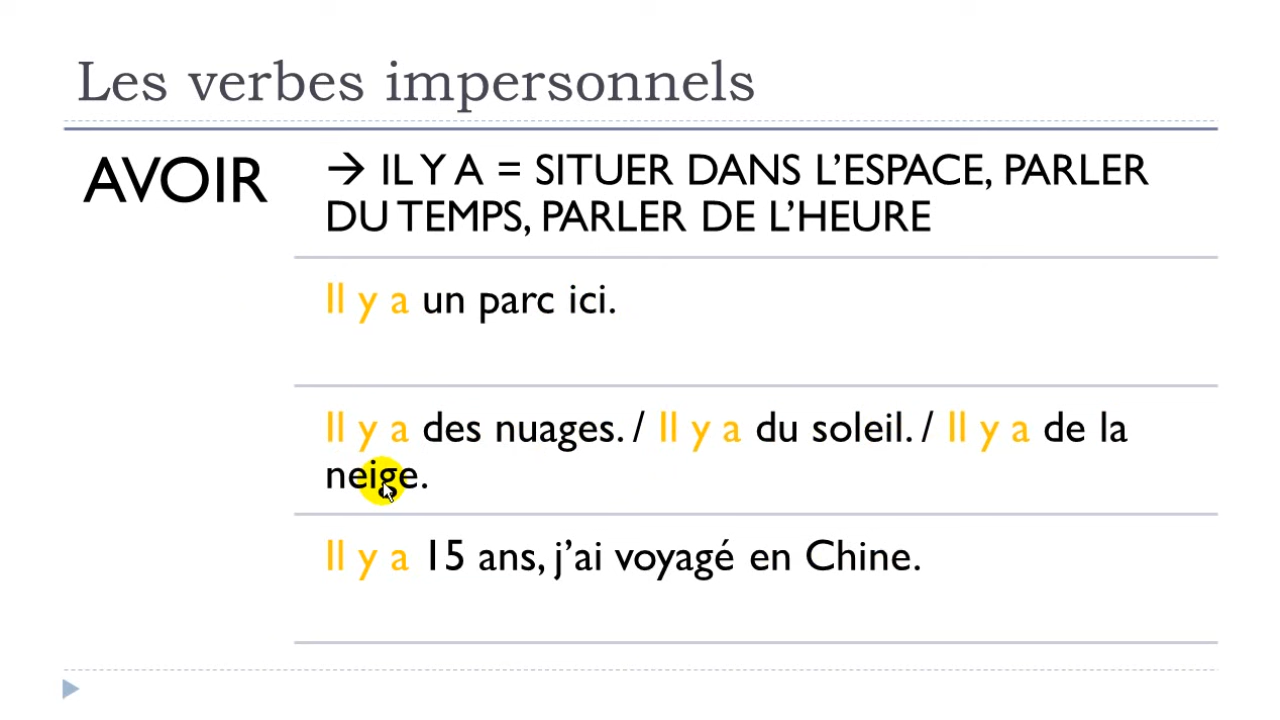 Les verbes impersonnels
AVOIR
→ IL Y A = SITUER DANS L’ESPACE, PARLER
DU TEMPS, PARLER DE L’HEURE
Il y a un parc ici.
Il y a des nuages. / Il y a du soleil. / Il y a de la
neige.
Il y a 15 ans, j’ai voyagé en Chine.